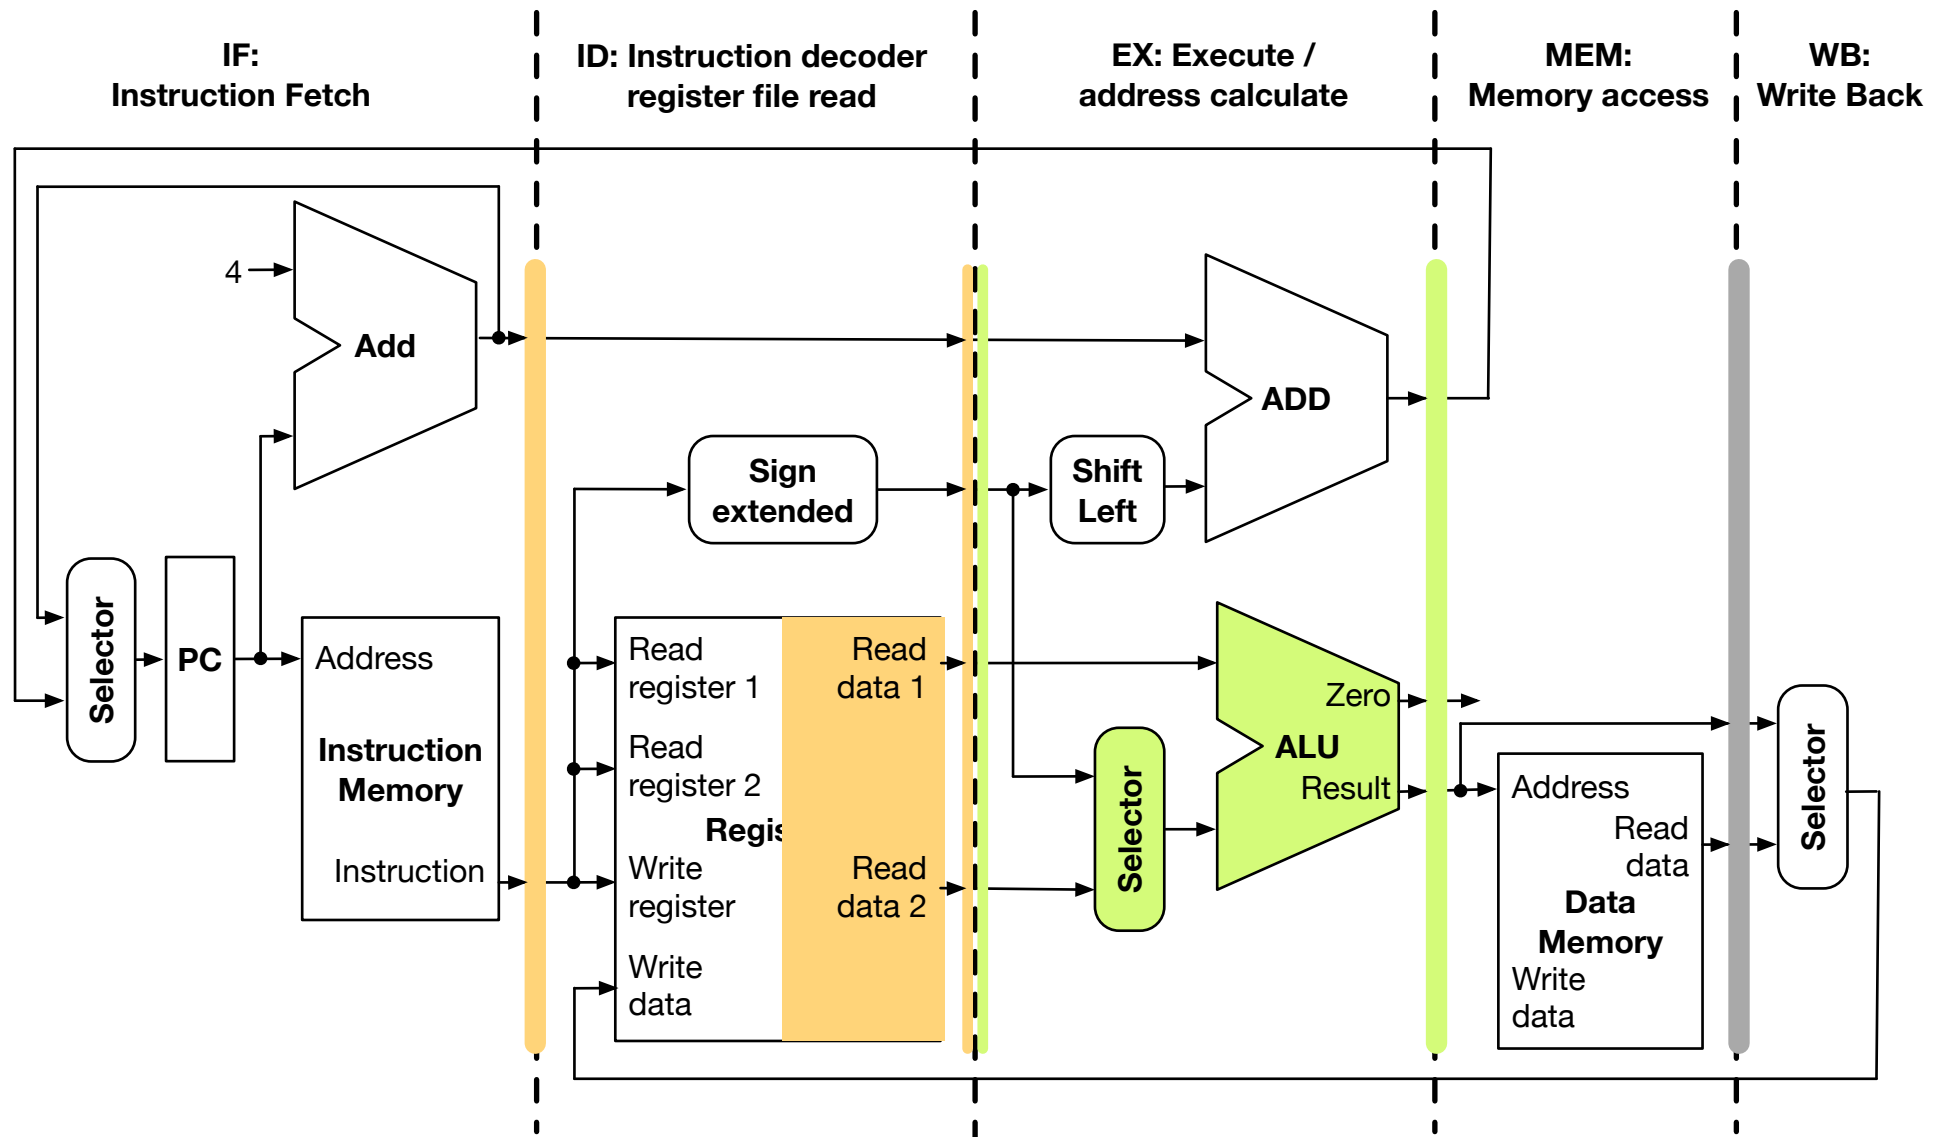 IF:
Instruction Fetch
ID: Instruction decoder
register file read
EX: Execute /
address calculate
MEM:
Memory access
WB:
Write Back
4
Add
ADD
Sign
extended
Shift
Left
Selector
PC
Address
Instruction
Memory
Instruction
Read
register 1
Read
register 2
Regis
Write
register
Write
data
Read
data 1
Read
data 2
Selector
Zero
ALU
Result
Address
Read
data
Data
Memory
Write
data
Selector